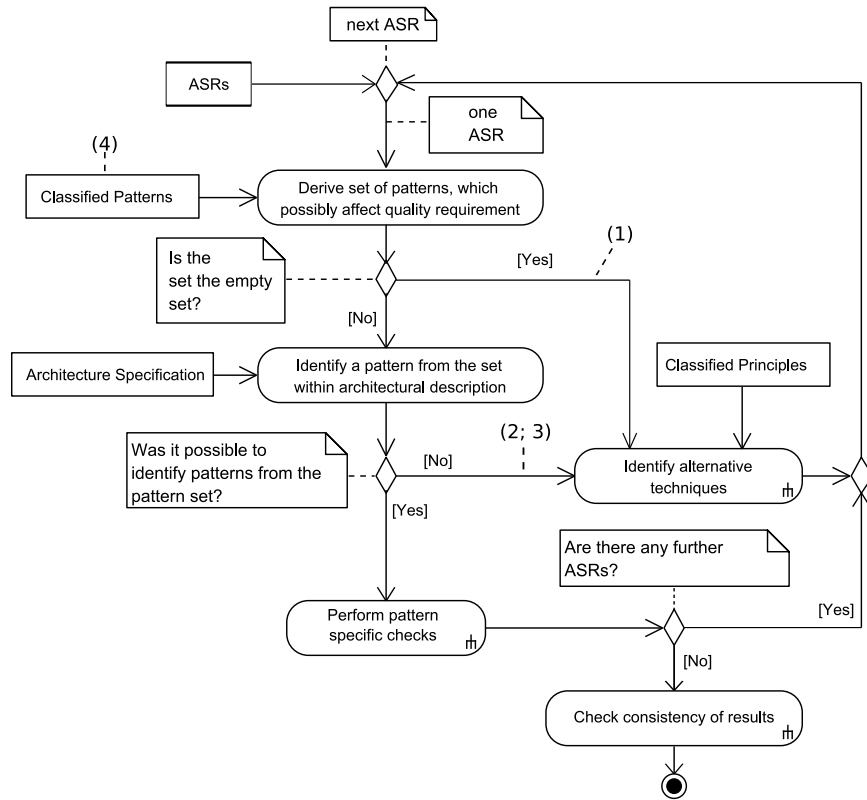 next ASR
ASRs
one
ASR
(4)
Classified Patterns
Derive set of patterns, which
possibly affect quality requirement
Is the
set the empty
set?
[Yes]
(1)
[No]
Architecture Specification
Identify a pattern from the set
within architectural description
Classified Principles
Was it possible to
identify patterns from the
pattern set?
[No]
(2; 3)
Identify alternative
techniques
[Yes]
Are there any further
ASRs?
Perform pattern
specific checks
[Yes]
[No]
Check consistency of results